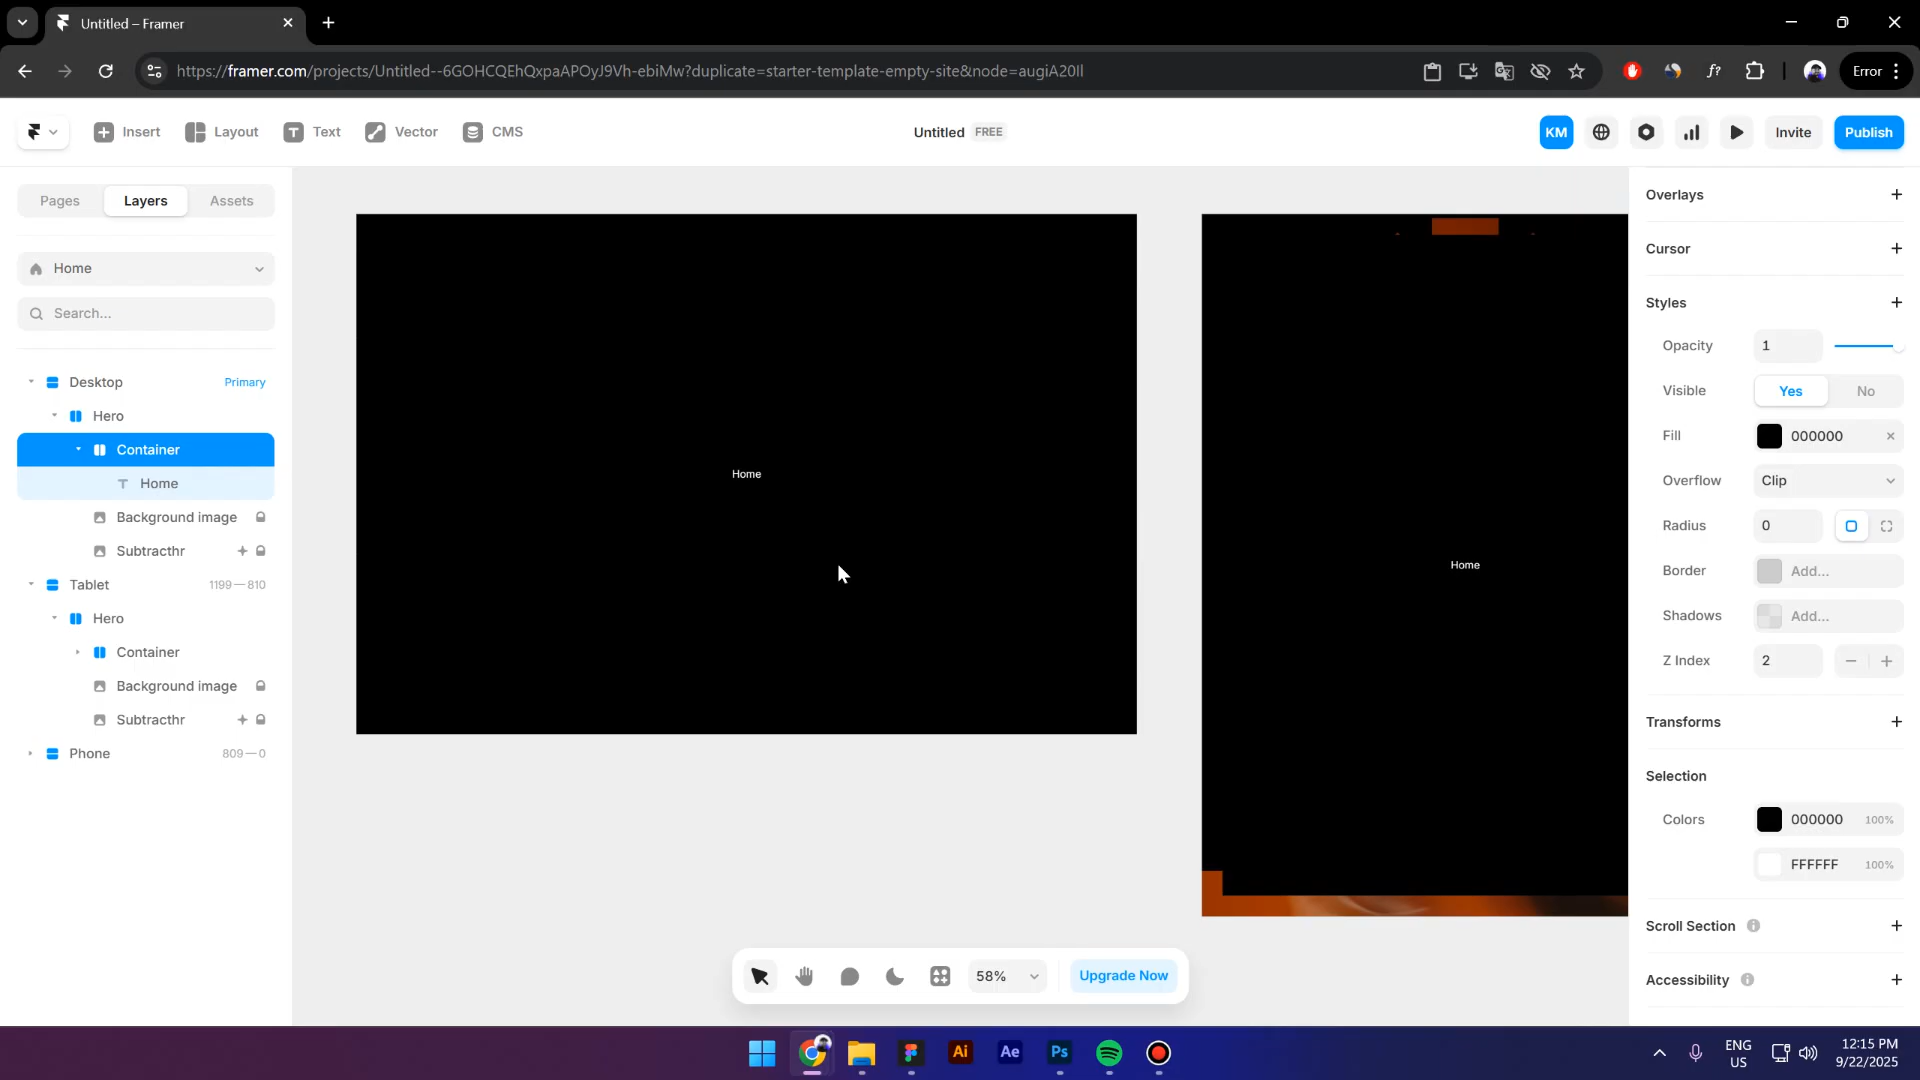 Untitled – Framer
https://framer.com/projects/Untitled--6GOHCQEhQxpaAPOyJ9Vh-ebiMw?duplicate=starter-template-empty-site&node=augiA20Il
Error
Insert
Layout
Text
Vector
CMS
Untitled FREE
KM
Invite
Publish
Pages
Layers
Assets
Home
Search...
Desktop Primary
Hero
Container
Home
Background image
Subtracthr
Tablet 1199—810
Hero
Container
Background image
Subtracthr
Phone 809—0
Home
Home
58%
Upgrade Now
Overlays
Cursor
Styles
Opacity 1
Visible Yes No
Fill 000000
Overflow Clip
Radius 0
Border Add...
Shadows Add...
Z Index 2
Transforms
Selection
Colors 000000 100%
FFFFFF 100%
Scroll Section
Accessibility
Ai
Ae
Ps
ENG
US
12:15 PM
9/22/2025